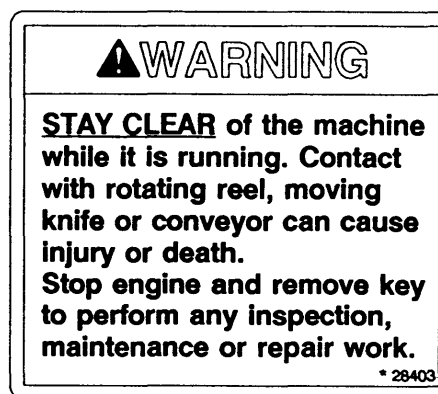 WARNING
STAY CLEAR of the machine
while it is running. Contact
with rotating reel, moving
knife or conveyor can cause
injury or death.
Stop engine and remove key
to perform any inspection,
maintenance or repair work.
* 28403